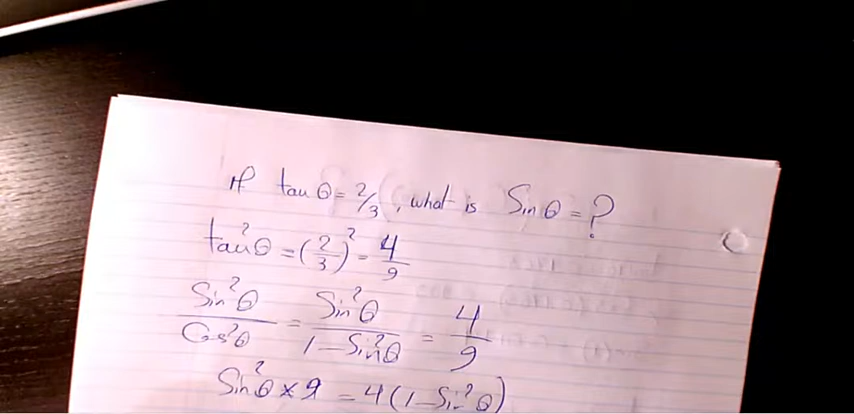 If tan θ = 2/3, what is Sin θ = ?
tan²θ = (2/3)² = 4/9
Sin²θ/Cos²θ = Sin²θ/1-Sin²θ = 4/9
Sin²θ × 9 = 4(1-Sin²θ)